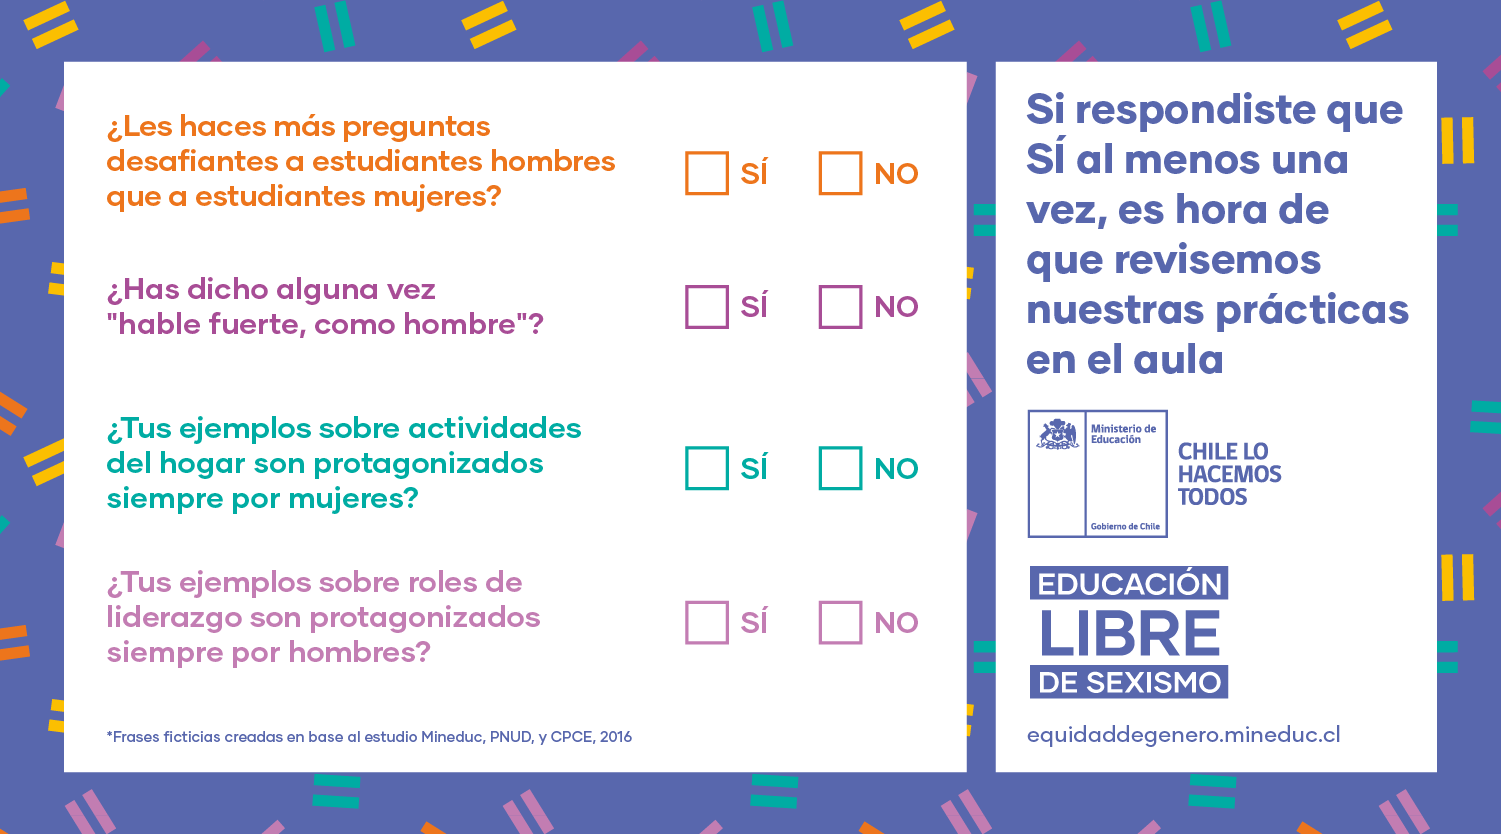 ¿Les haces más preguntas
desafiantes a estudiantes hombres
que a estudiantes mujeres?
SÍ NO
¿Has dicho alguna vez
"hable fuerte, como hombre"?
SÍ NO
¿Tus ejemplos sobre actividades
del hogar son protagonizados
siempre por mujeres?
SÍ NO
¿Tus ejemplos sobre roles de
liderazgo son protagonizados
siempre por hombres?
SÍ NO
*Frases ficticias creadas en base al estudio Mineduc, PNUD, y CPCE, 2016
Si respondiste que
SÍ al menos una
vez, es hora de
que revisemos
nuestras prácticas
en el aula
Ministerio de
Educación
Gobierno de Chile
CHILE LO
HACEMOS
TODOS
EDUCACIÓN
LIBRE
DE SEXISMO
equidaddegenero.mineduc.cl